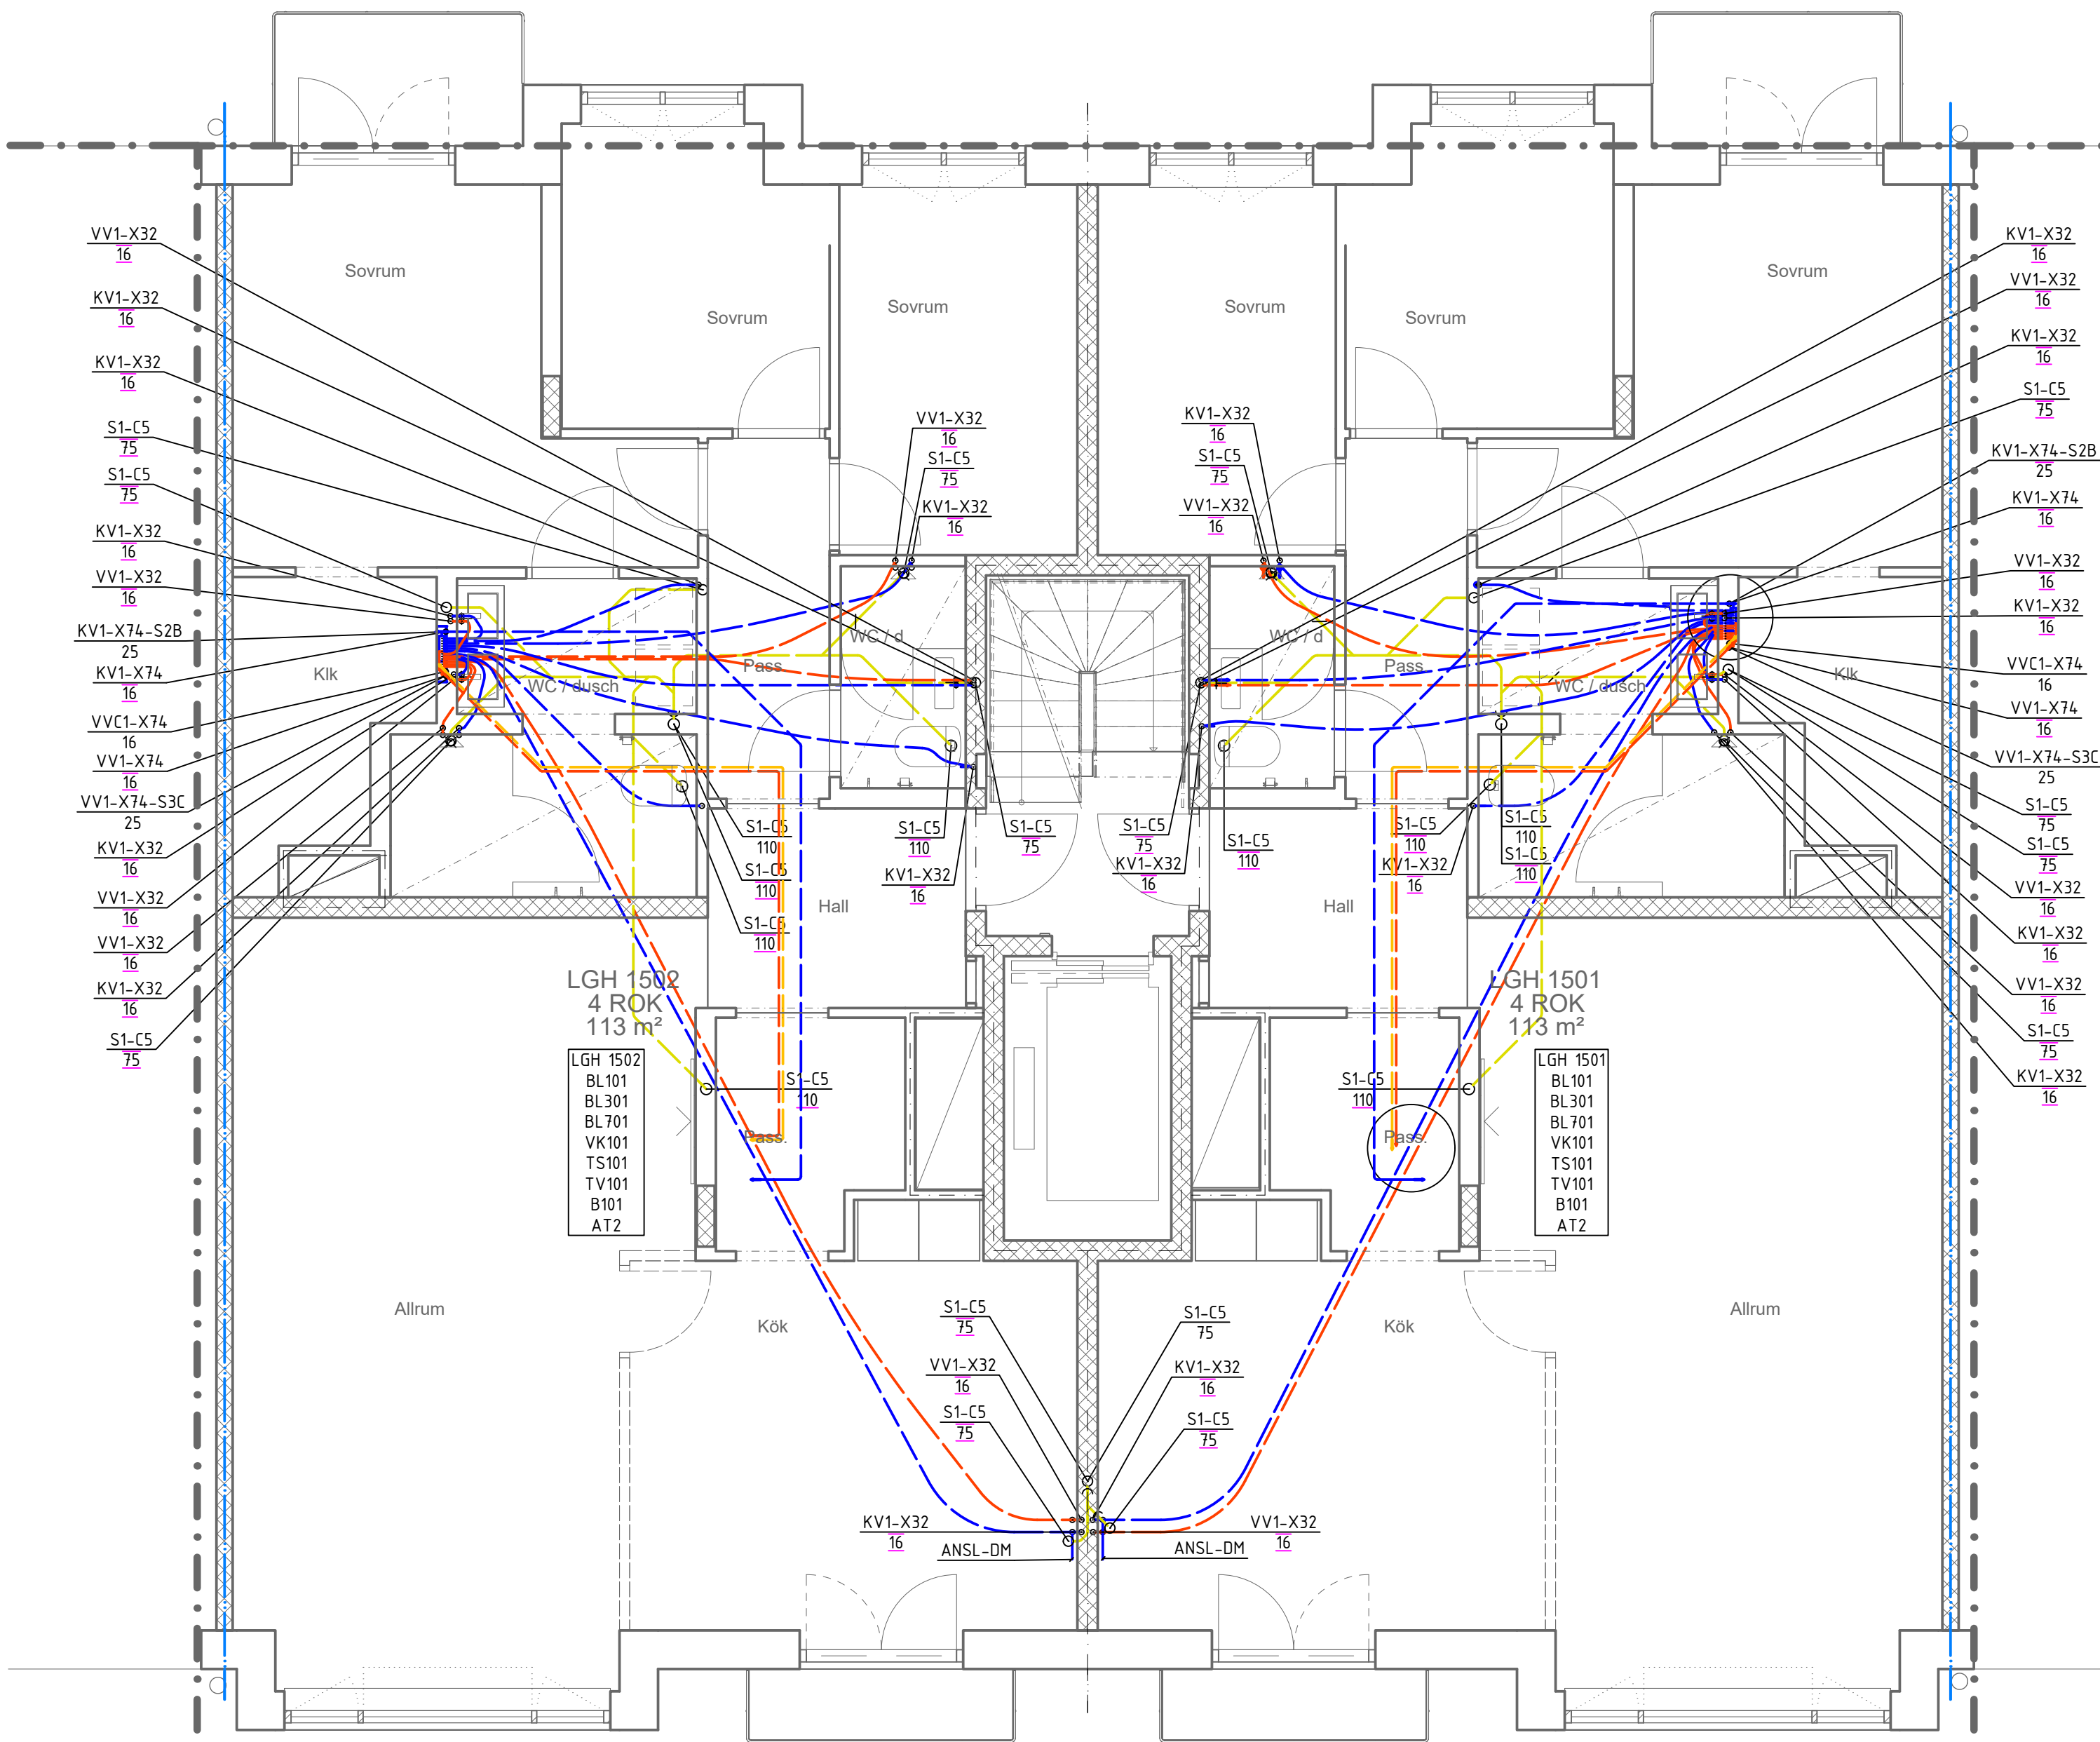 VV1-X32
16
KV1-X32
16
KV1-X32
16
S1-C5
75
S1-C5
75
KV1-X32
16
VV1-X32
16
KV1-X74-S2B
25
KV1-X74
16
VVC1-X74
16
VV1-X74
16
VV1-X74-S3C
25
KV1-X32
16
VV1-X32
16
VV1-X32
16
KV1-X32
16
S1-C5
75
Sovrum
Sovrum
Sovrum
Sovrum
Sovrum
Sovrum
VV1-X32
16
S1-C5
75
KV1-X32
16
KV1-X32
16
S1-C5
75
VV1-X32
16
Klk
WC / dusch
Pass.
WC / d
WC / d
Pass.
WC / dusch
Klk
S1-C5
110
S1-C5
110
S1-C5
110
S1-C5
110
KV1-X32
16
S1-C5
75
S1-C5
75
KV1-X32
16
S1-C5
110
S1-C5
110
KV1-X32
16
S1-C5
110
S1-C5
110
Hall
Hall
LGH 1502
4 ROK
113 m²
LGH 1502
BL101
BL301
BL701
VK101
TS101
TV101
B101
AT2
S1-C5
110
Pass.
S1-C5
110
Pass.
LGH 1501
4 ROK
113 m²
LGH 1501
BL101
BL301
BL701
VK101
TS101
TV101
B101
AT2
Allrum
Kök
Kök
Allrum
S1-C5
75
VV1-X32
16
S1-C5
75
KV1-X32
16
ANSL-DM
S1-C5
75
KV1-X32
16
S1-C5
75
VV1-X32
16
ANSL-DM
KV1-X32
16
VV1-X32
16
KV1-X32
16
S1-C5
75
KV1-X74-S2B
25
KV1-X74
16
VV1-X32
16
KV1-X32
16
VVC1-X74
16
VV1-X74
16
VV1-X74-S3C
25
S1-C5
75
S1-C5
75
VV1-X32
16
KV1-X32
16
VV1-X32
16
S1-C5
75
KV1-X32
16